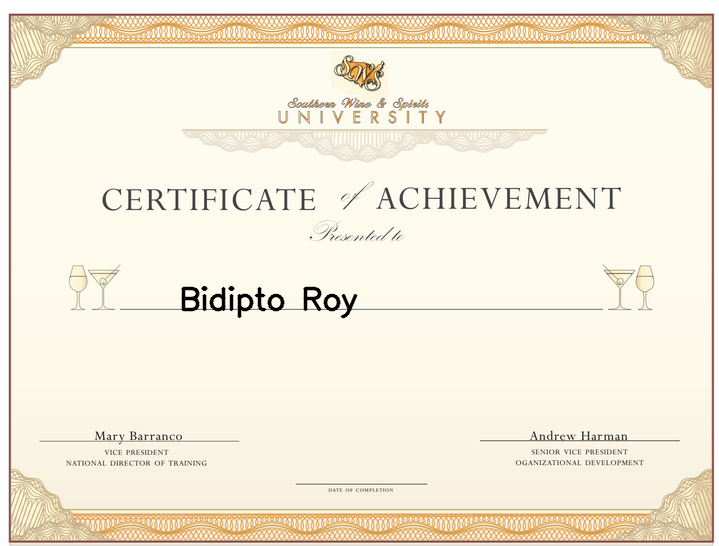 SWS
Southern Wine & Spirits
UNIVERSITY
CERTIFICATE of ACHIEVEMENT
Presented to
Bidipto Roy
Mary Barranco
VICE PRESIDENT
NATIONAL DIRECTOR OF TRAINING
Andrew Harman
SENIOR VICE PRESIDENT
OGANIZATIONAL DEVELOPMENT
DATE OF COMPLETION